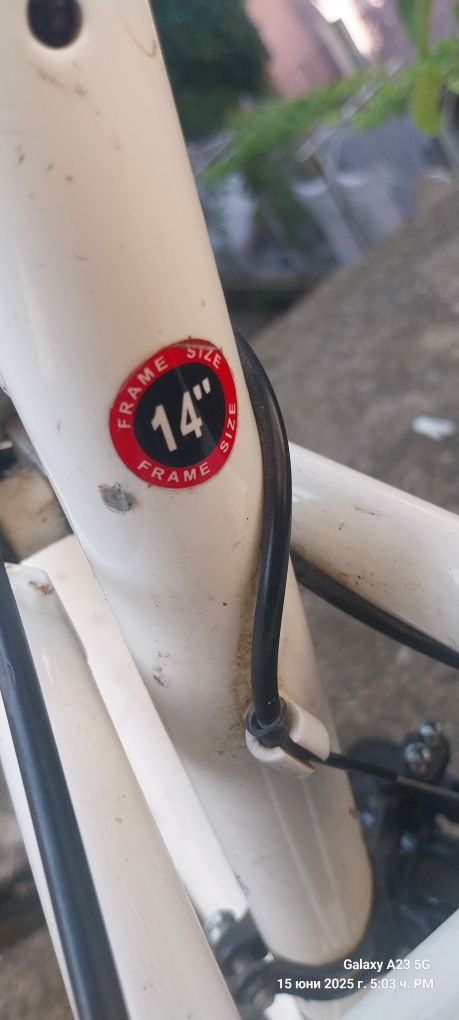 FRAME SIZE
14"
FRAME SIZE
Galaxy A23 5G
15 юни 2025 г. 5:03 ч. PM